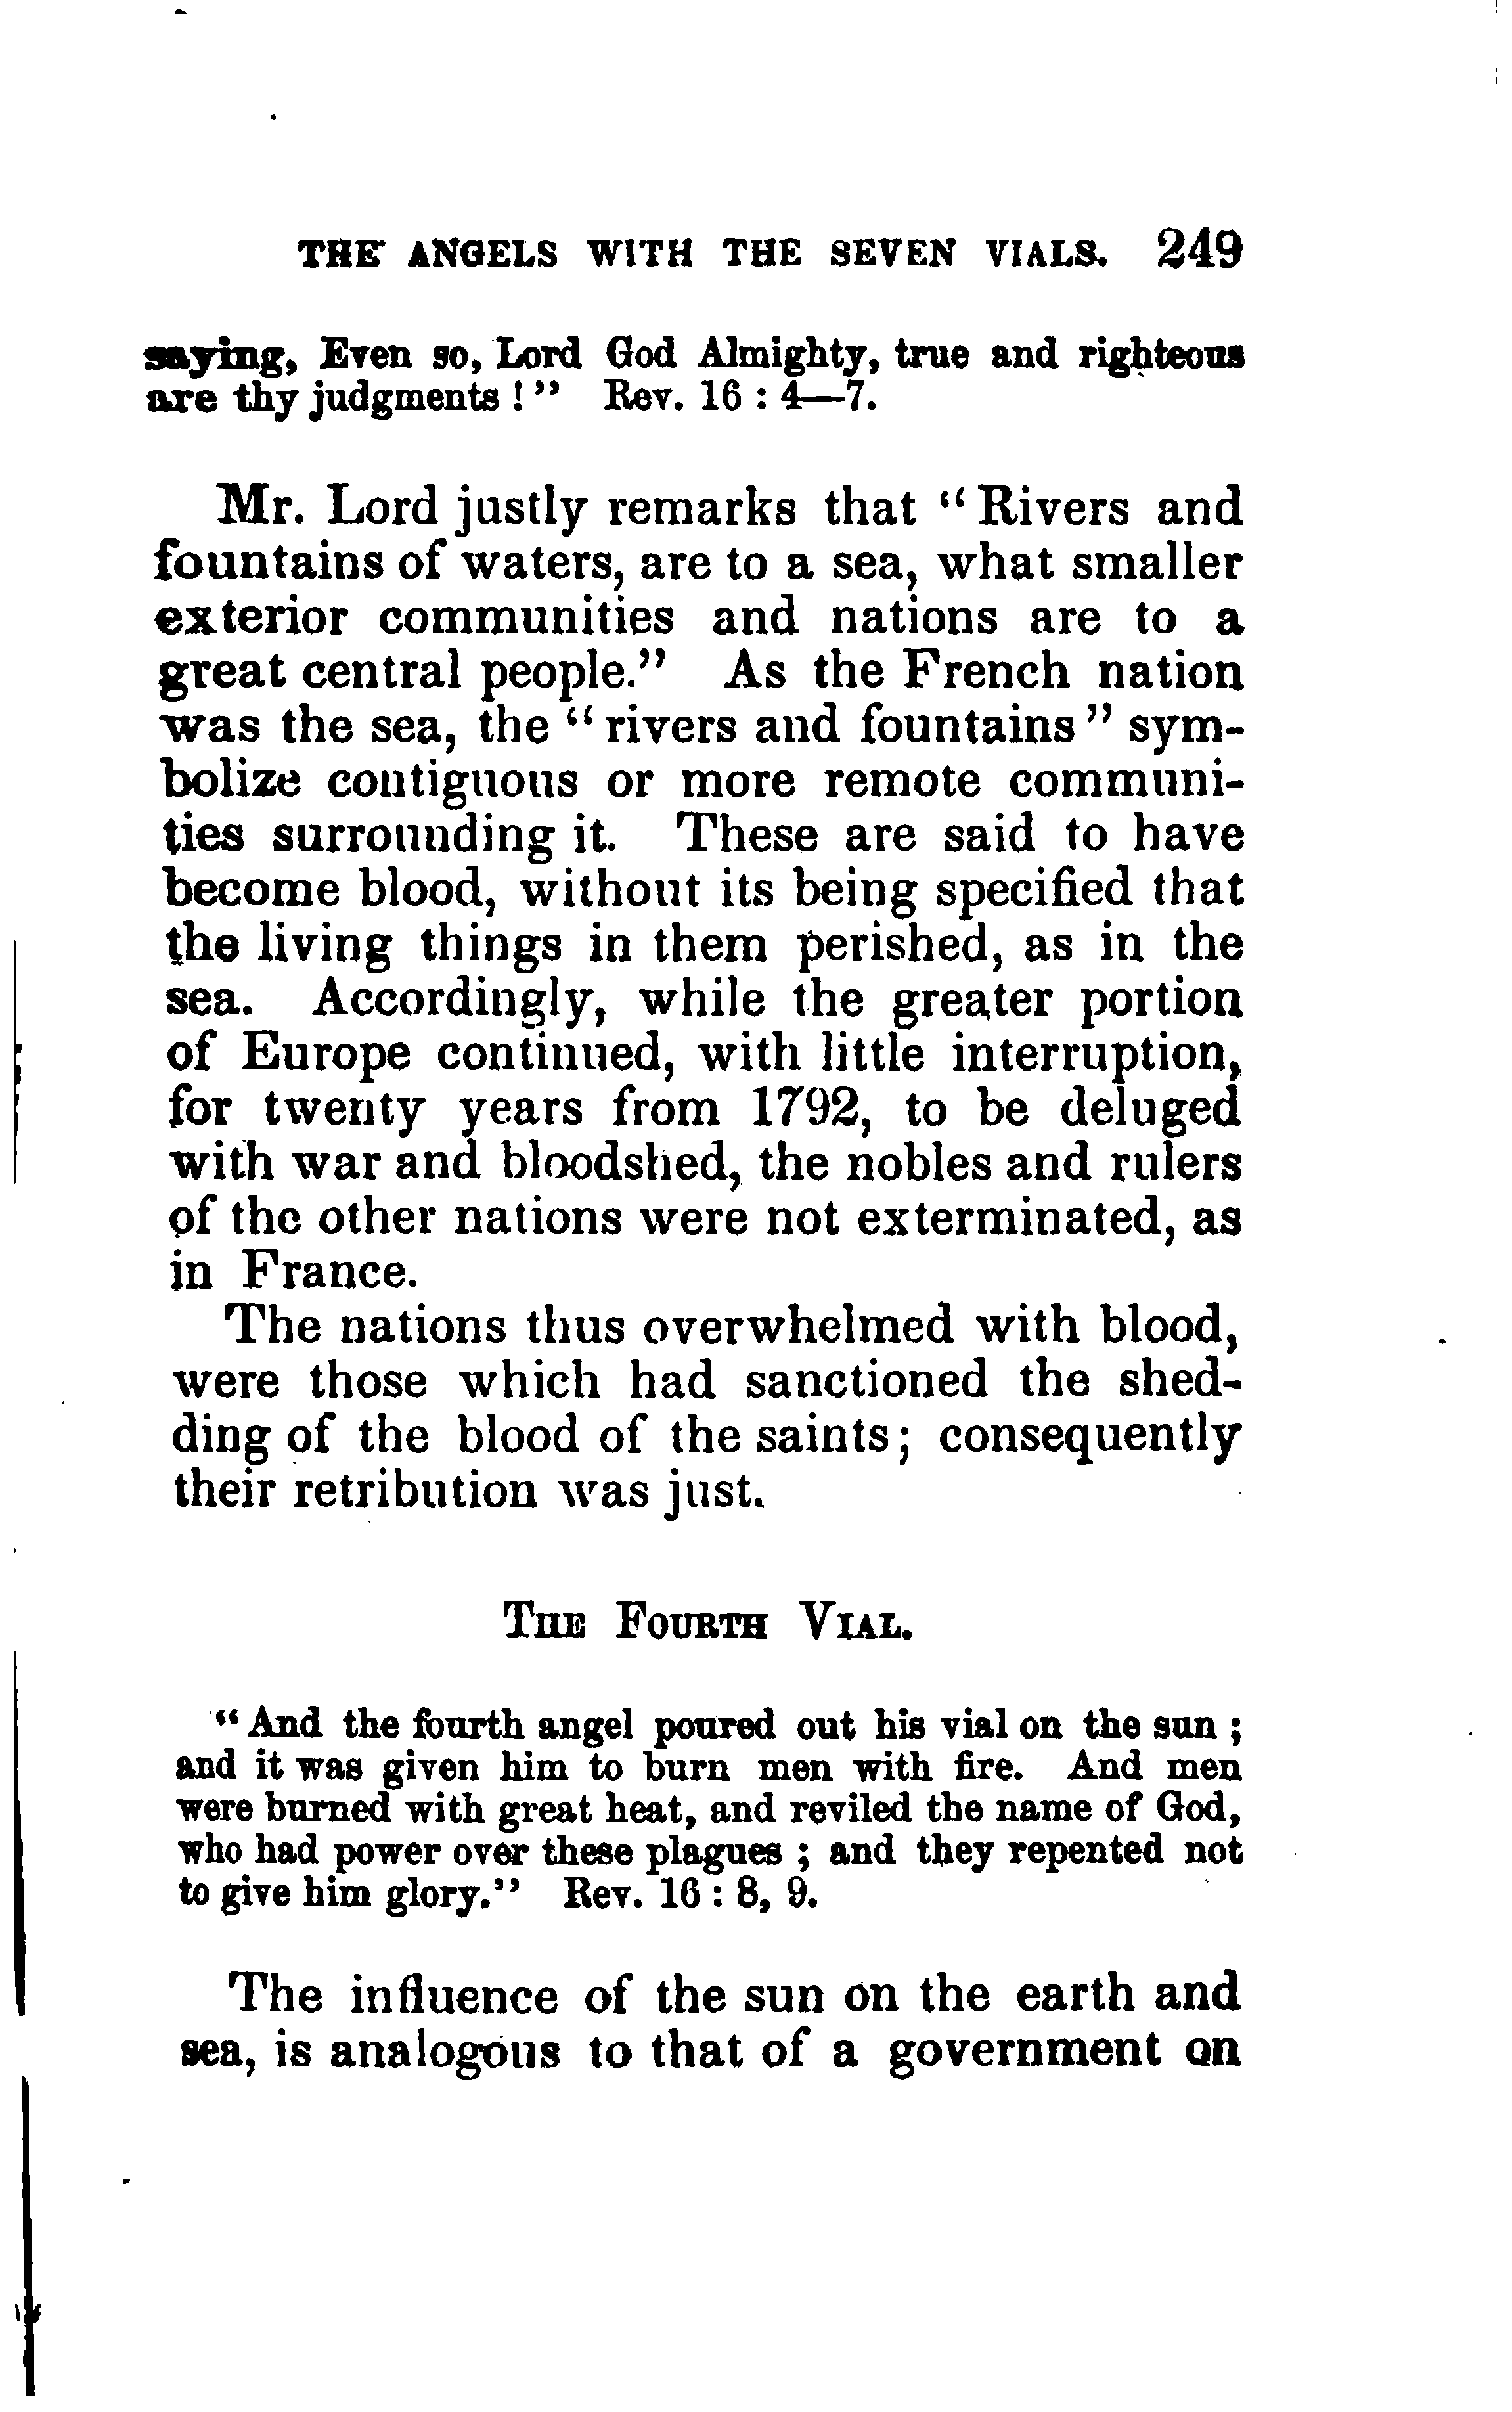 THE ANGELS WITH THE SEVEN VIALS. 249
saying, Even so, Lord God Almighty, true and righteous
are thy judgments ! ” Rev. 16 : 4—7.
Mr. Lord justly remarks that “ Rivers and
fountains of waters, are to a sea, what smaller
exterior communities and nations are to a
great central people.” As the French nation
was the sea, the “ rivers and fountains ” sym-
bolize contiguous or more remote communi-
ties surrounding it. These are said to have
become blood, without its being specified that
the living things in them perished, as in the
sea. Accordingly, while the greater portion
of Europe continued, with little interruption,
for twenty years from 1792, to be deluged
with war and bloodshed, the nobles and rulers
of the other nations were not exterminated, as
in France.
The nations thus overwhelmed with blood,
were those which had sanctioned the shed-
ding of the blood of the saints; consequently
their retribution was just.
THE FOURTH VIAL.
“ And the fourth angel poured out his vial on the sun ;
and it was given him to burn men with fire. And men
were burned with great heat, and reviled the name of God,
who had power over these plagues ; and they repented not
to give him glory.” Rev. 16 : 8, 9.
The influence of the sun on the earth and
sea, is analogous to that of a government on